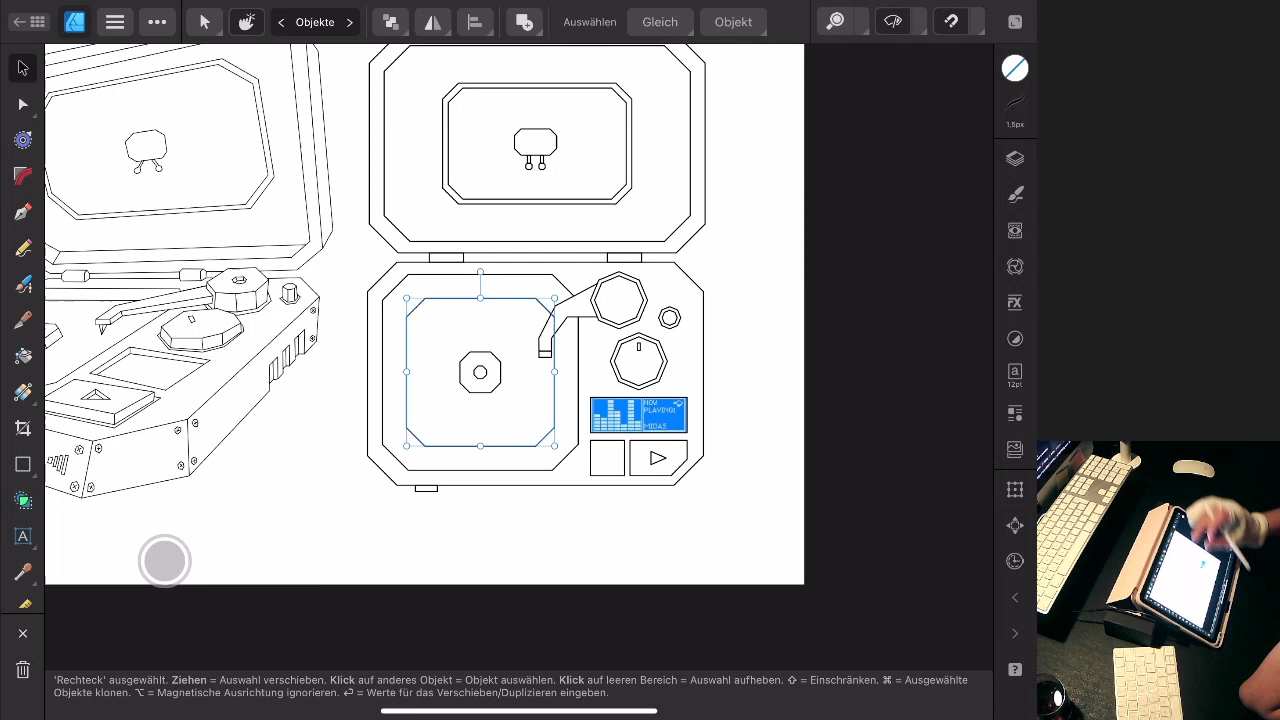 Objekte
Auswählen
Gleich
Objekt
1,5px
FX
a
12pt
NOW
PLAYING:
MIDAS
A
?
'Rechteck' ausgewählt. Ziehen = Auswahl verschieben. Klick auf anderes Objekt = Objekt auswählen. Klick auf leeren Bereich = Auswahl aufheben. ⇧ = Einschränken. ⌘ = Ausgewählte
Objekte klonen. ⌥ = Magnetische Ausrichtung ignorieren. ⏎ = Werte für das Verschieben/Duplizieren eingeben.